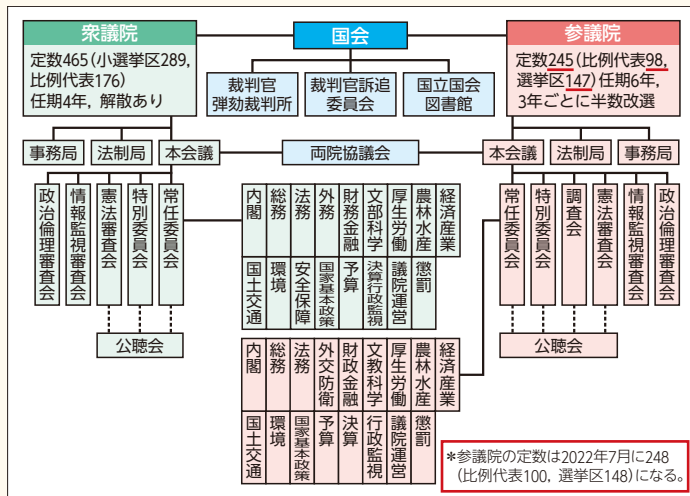 衆議院
定数465(小選挙区289,
比例代表176)
任期4年, 解散あり
国会
裁判官
弾劾裁判所
裁判官訴追
委員会
国立国会
図書館
参議院
定数245(比例代表98,
選挙区147)任期6年,
3年ごとに半数改選
事務局
法制局
本会議
両院協議会
本会議
法制局
事務局
政治倫理審査会
情報監視審査会
憲法審査会
特別委員会
常任委員会
公聴会
内閣
総務
法務
外務
財務金融
文部科学
厚生労働
農林水産
経済産業
国土交通
環境
安全保障
国家基本政策
予算
決算行政監視
議院運営
懲罰
常任委員会
特別委員会
調査会
憲法審査会
情報監視審査会
政治倫理審査会
公聴会
内閣
総務
法務
外交防衛
財政金融
文教科学
厚生労働
農林水産
経済産業
国土交通
環境
国家基本政策
予算
決算
行政監視
議院運営
懲罰
*参議院の定数は2022年7月に248
(比例代表100, 選挙区148)になる。